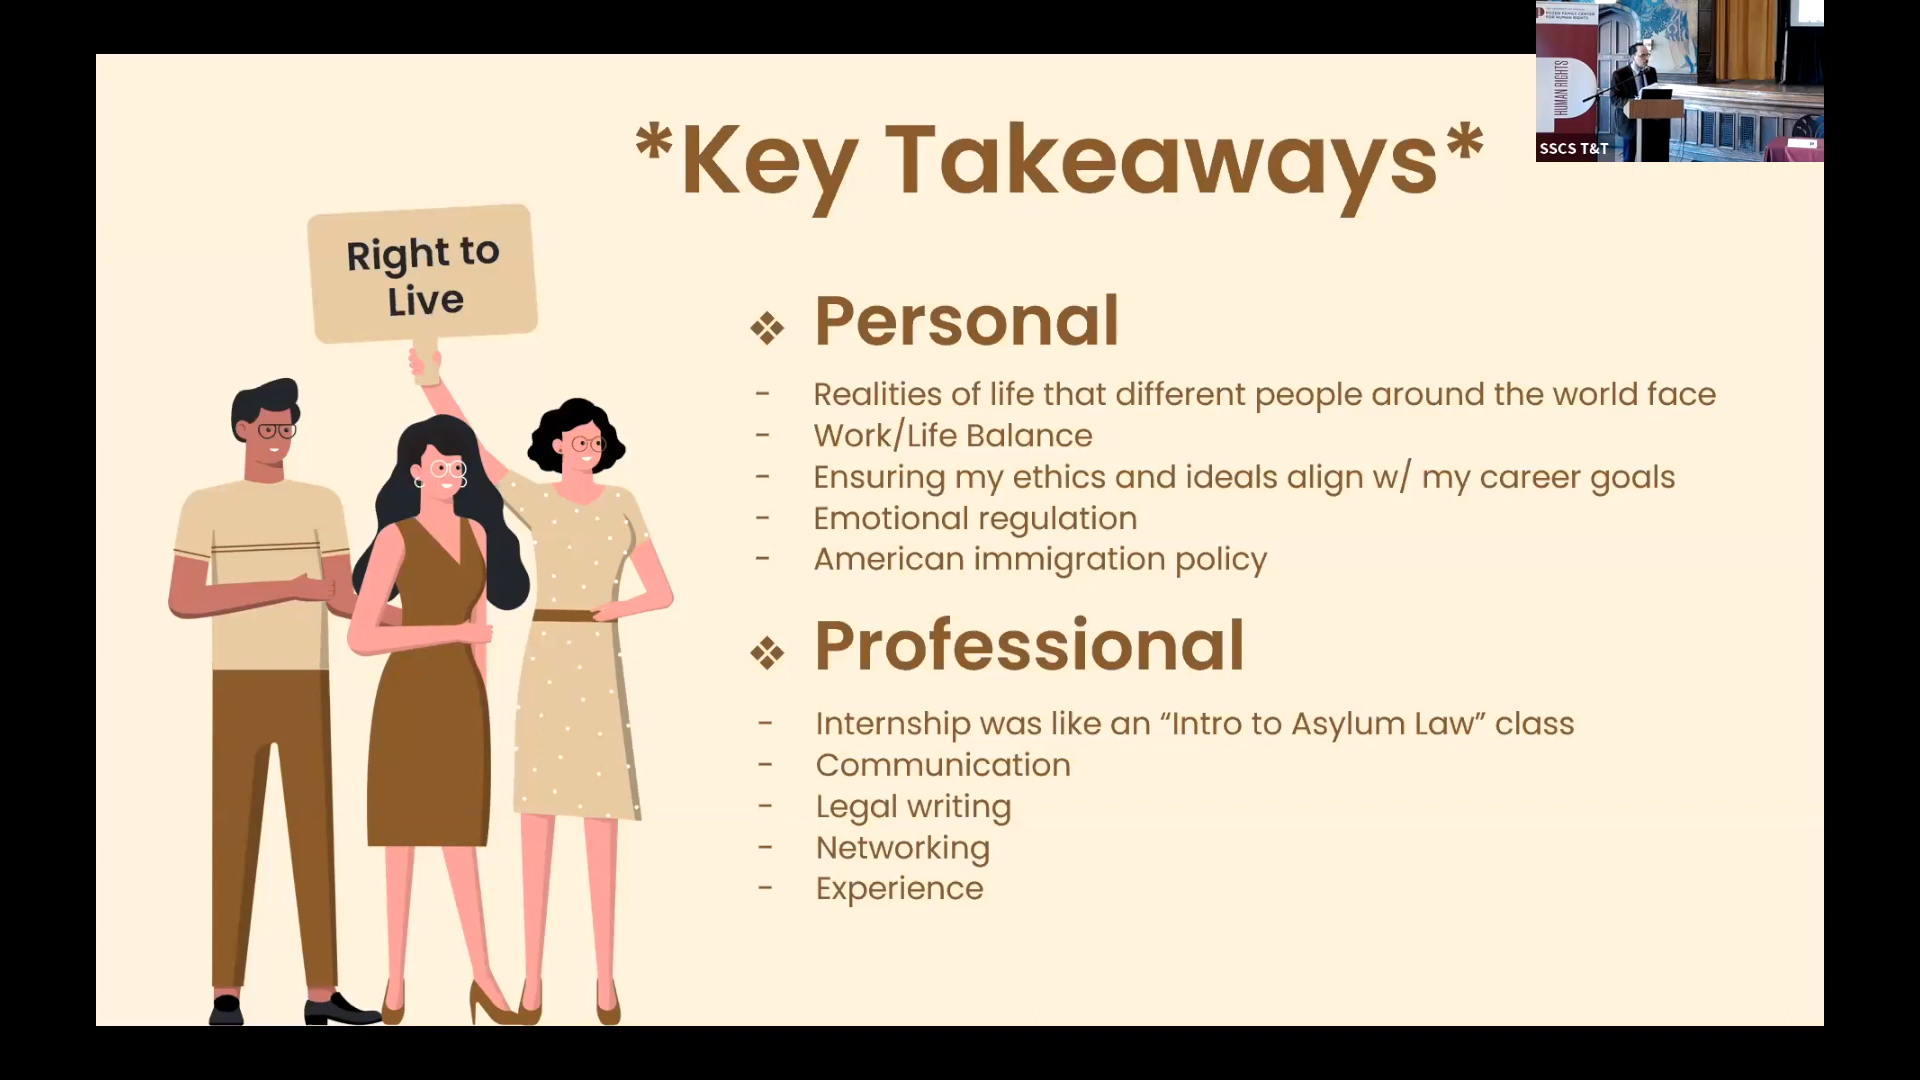 *Key Takeaways*
Right to
Live
❖ Personal
- Realities of life that different people around the world face
- Work/Life Balance
- Ensuring my ethics and ideals align w/ my career goals
- Emotional regulation
- American immigration policy
❖ Professional
- Internship was like an “Intro to Asylum Law” class
- Communication
- Legal writing
- Networking
- Experience
HUMAN RIGHTS
SSCS T&T